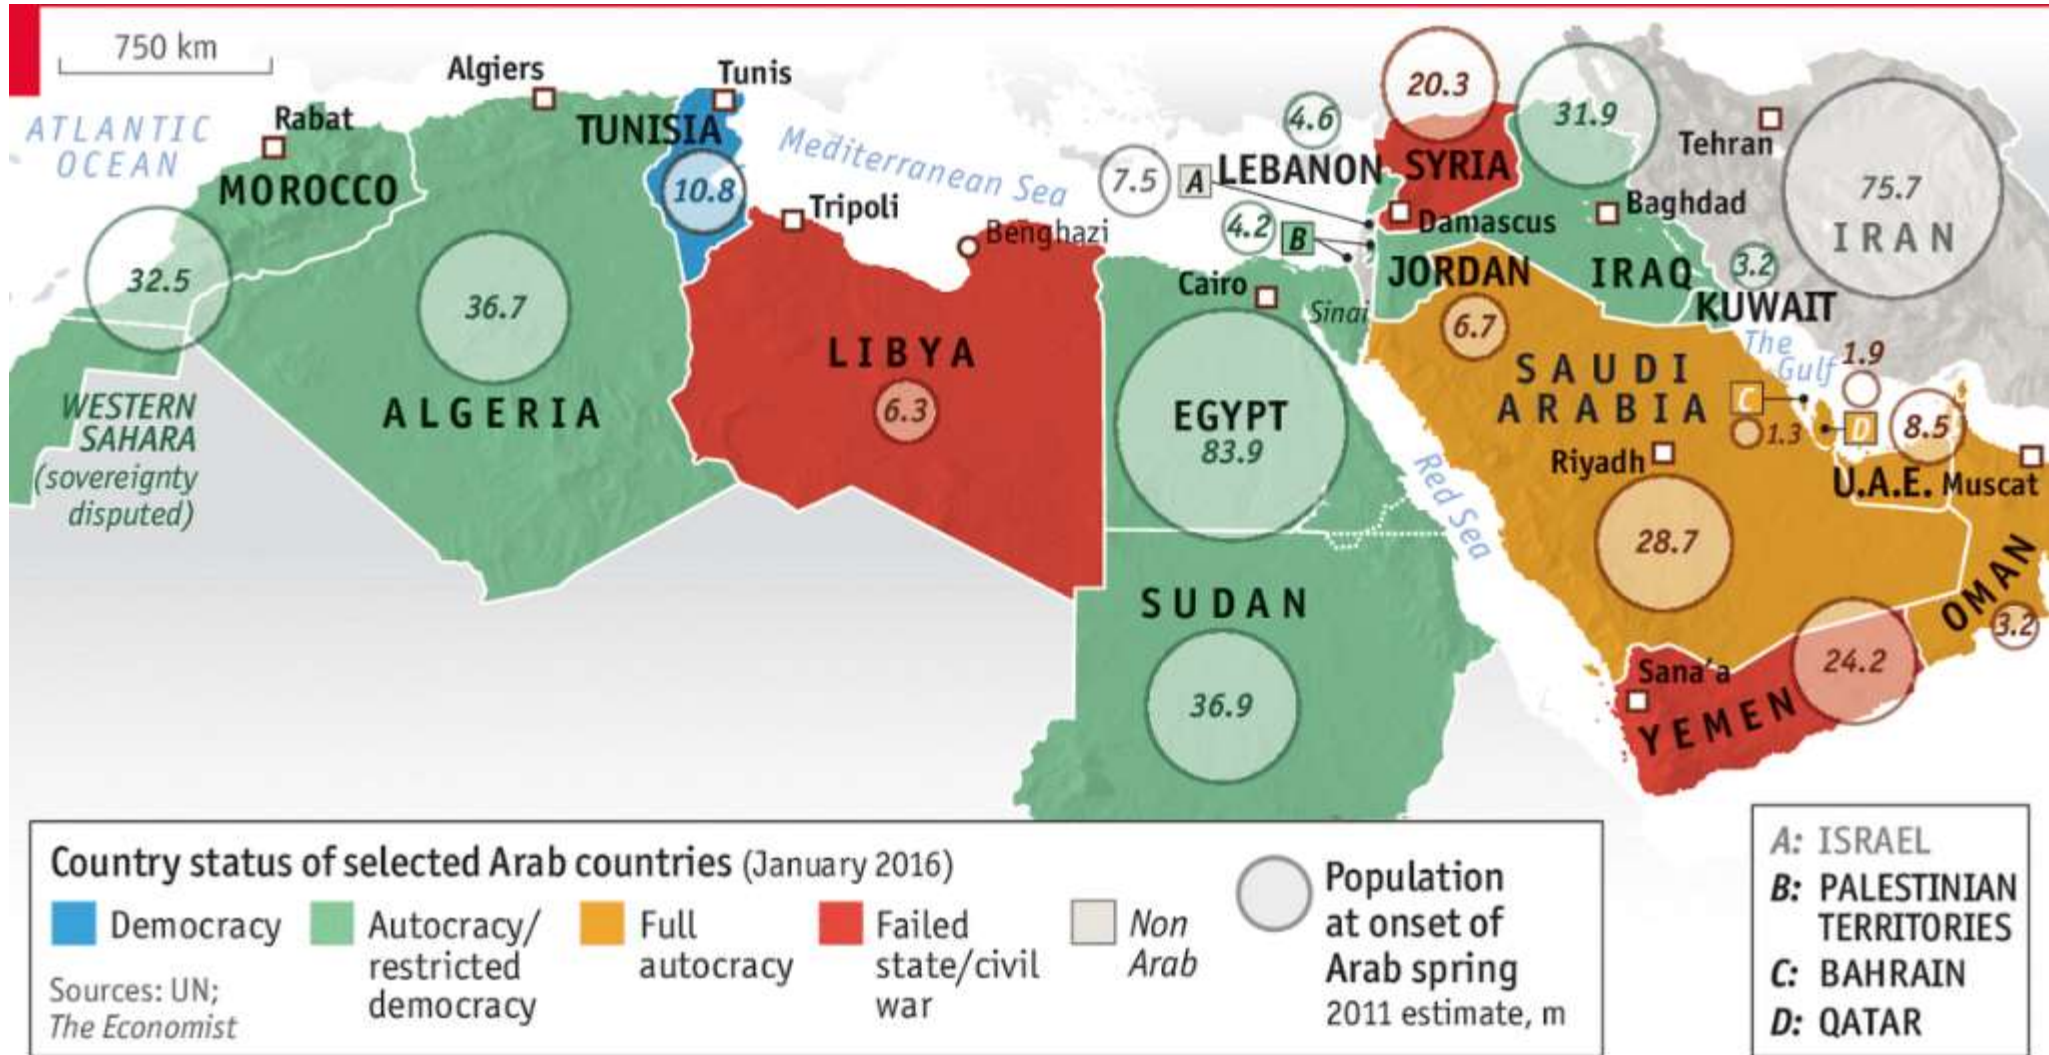 750 km
Algiers
Tunis
Rabat
ATLANTIC
OCEAN
TUNISIA
Mediterranean Sea
MOROCCO
10.8
Tripoli
Benghazi
32.5
36.7
LIBYA
6.3
ALGERIA
WESTERN
SAHARA
(sovereignty
disputed)
20.3
31.9
4.6
Tehran
7.5
A
LEBANON
SYRIA
75.7
IRAN
4.2
B
Damascus
Baghdad
Cairo
JORDAN
IRAQ
3.2
KUWAIT
Sinai
6.7
The
Gulf
1.9
SAUDI
ARABIA
C
1.3
D
8.5
EGYPT
83.9
Riyadh
U.A.E.
Muscat
Red Sea
28.7
OMAN
3.2
SUDAN
36.9
Sana'a
24.2
YEMEN
Country status of selected Arab countries (January 2016)
Democracy
Autocracy/
restricted
democracy
Full
autocracy
Failed
state/civil
war
Non
Arab
Population
at onset of
Arab spring
2011 estimate, m
Sources: UN;
The Economist
A: ISRAEL
B: PALESTINIAN
TERRITORIES
C: BAHRAIN
D: QATAR